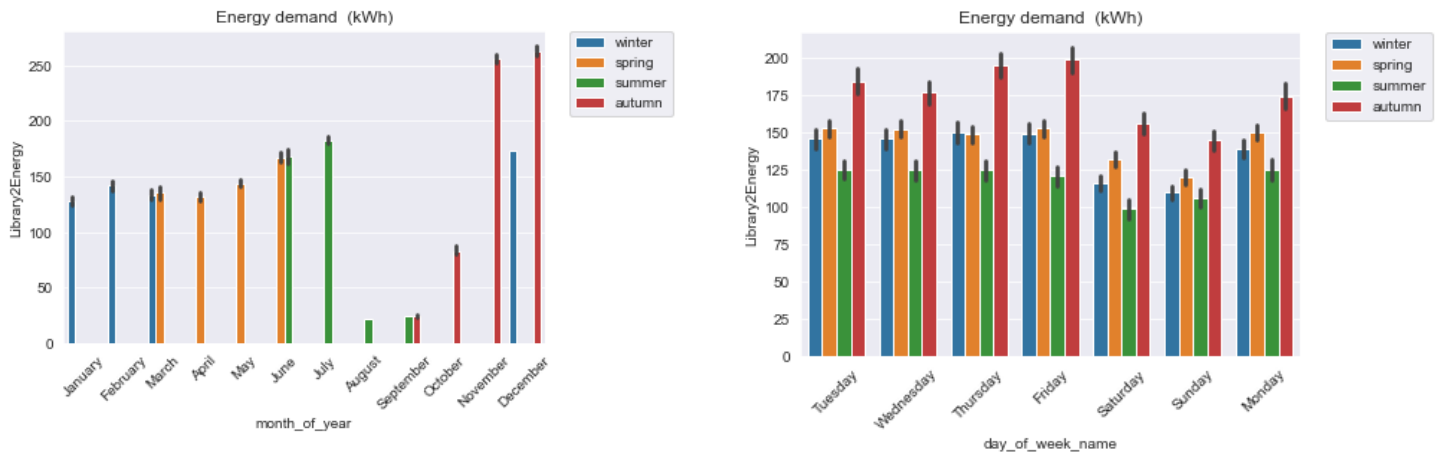 Energy demand  (kWh)
Library2Energy
250
200
150
100
50
0
January
February
March
April
May
June
July
August
September
October
November
December
month_of_year
winter
spring
summer
autumn
Energy demand  (kWh)
Library2Energy
200
175
150
125
100
75
50
25
0
Tuesday
Wednesday
Thursday
Friday
Saturday
Sunday
Monday
day_of_week_name
winter
spring
summer
autumn